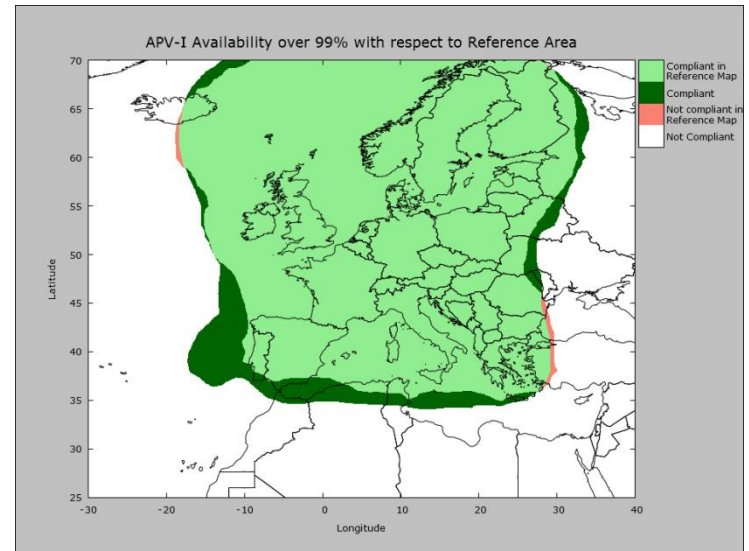 APV-I Availability over 99% with respect to Reference Area
Compliant in
Reference Map
Compliant
Not compliant in
Reference Map
Not Compliant
70
65
60
55
50
45
40
35
30
25
Latitude
-30
-20
-10
0
10
20
30
40
Longitude